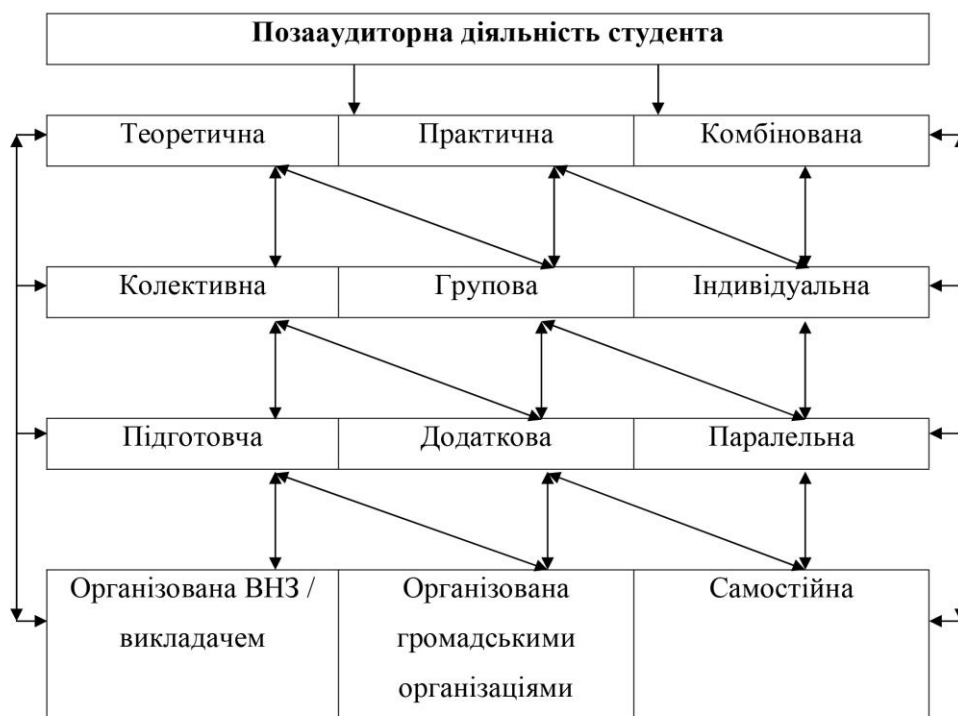 Позааудиторна діяльність студента
Теоретична
Практична
Комбінована
Колективна
Групова
Індивідуальна
Підготовча
Додаткова
Паралельна
Організована ВНЗ /
викладачем
Організована
громадськими
організаціями
Самостійна